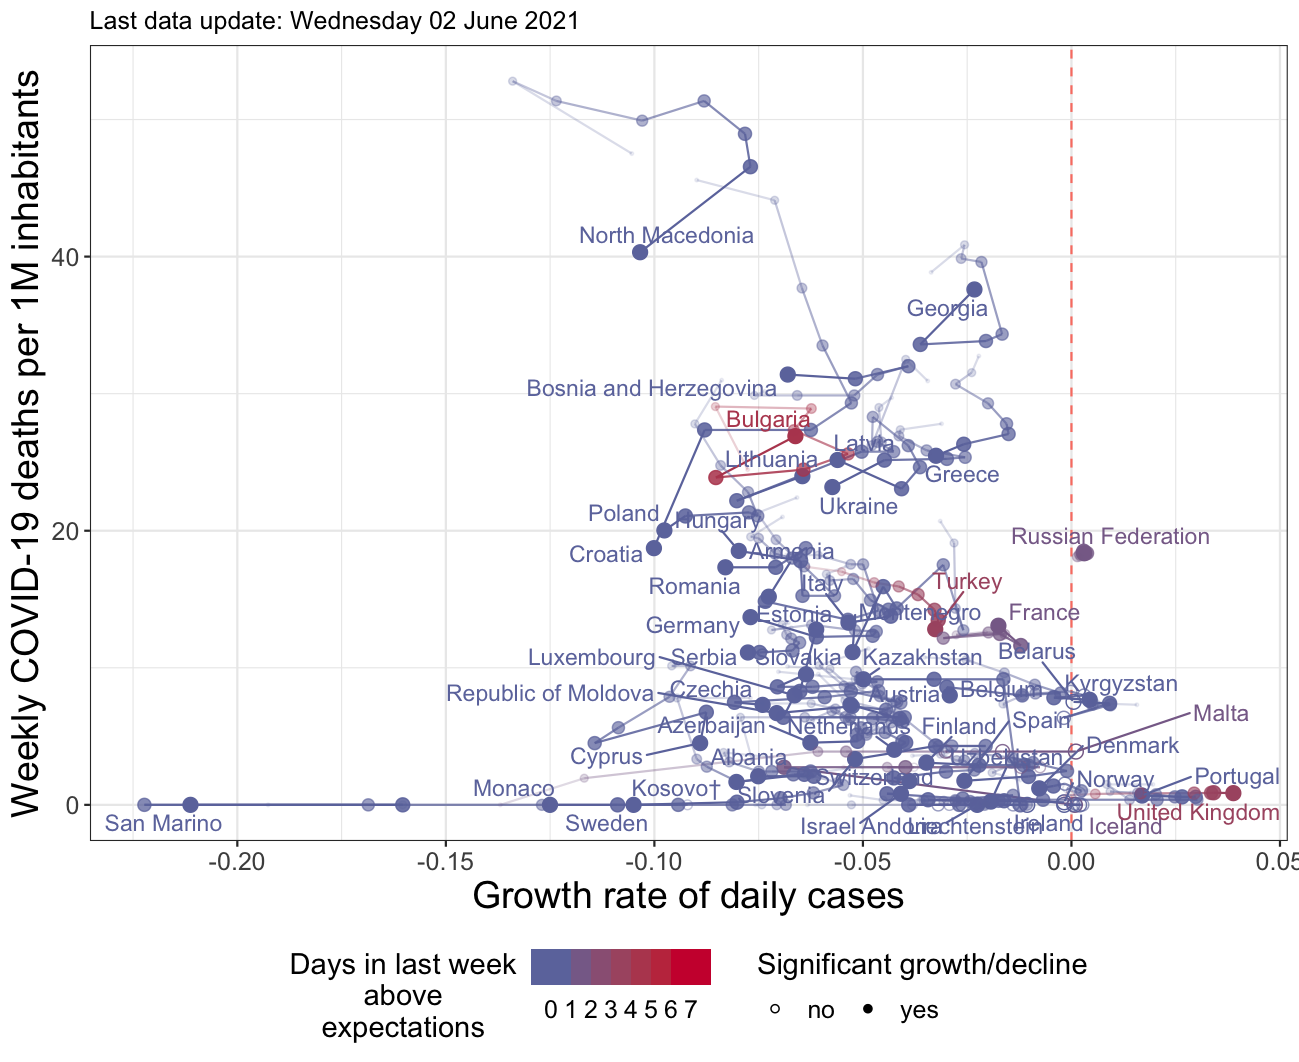 Last data update: Wednesday 02 June 2021
Weekly COVID-19 deaths per 1M inhabitants
40
20
0
North Macedonia
Georgia
Bosnia and Herzegovina
Bulgaria
Latvia
Lithuania
Greece
Ukraine
Poland
Hungary
Russian Federation
Croatia
Armenia
Romania
Italy
Turkey
Estonia
Montenegro
France
Germany
Belarus
Luxembourg
Serbia
Slovakia
Kazakhstan
Republic of Moldova
Czechia
Austria
Belgium
Kyrgyzstan
Azerbaijan
Netherlands
Finland
Spain
Malta
Cyprus
Albania
Uzbekistan
Denmark
Monaco
Kosovo†
Slovenia
Switzerland
Norway
Portugal
San Marino
Sweden
Israel
Andorra
Liechtenstein
Ireland
Iceland
United Kingdom
-0.20
-0.15
-0.10
-0.05
0.00
0.05
Growth rate of daily cases
Days in last week
above
expectations
0 1 2 3 4 5 6 7
Significant growth/decline
no
yes